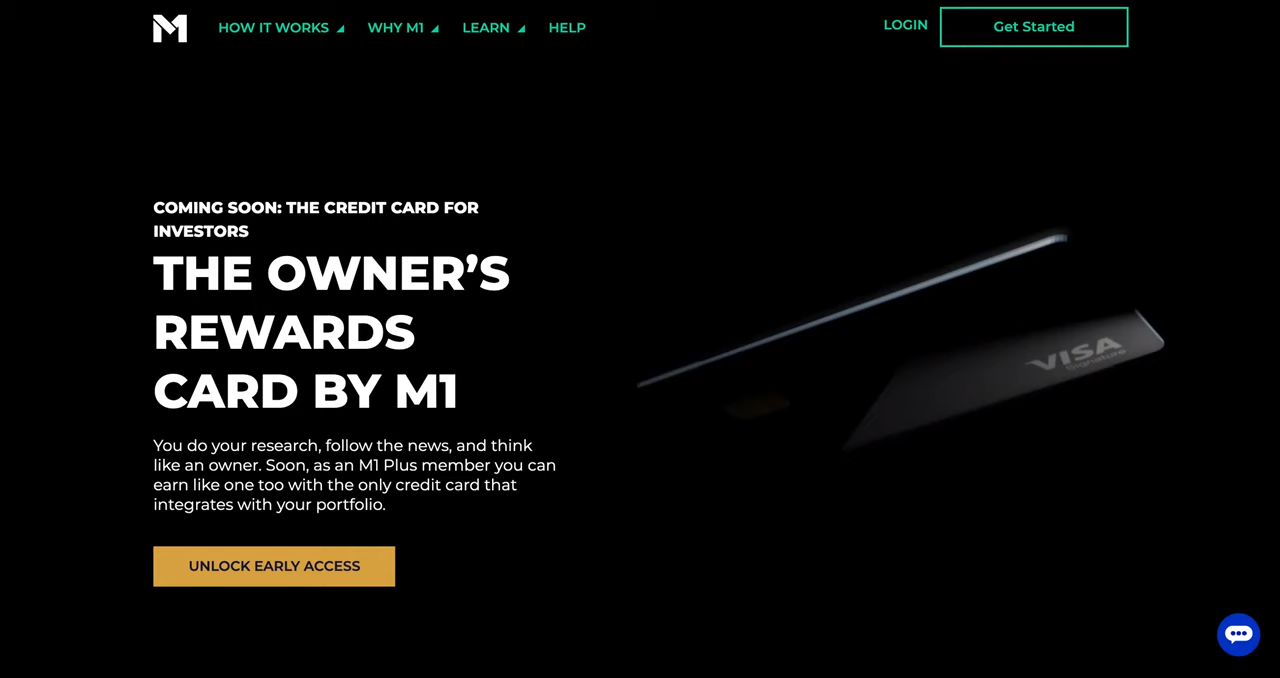 M1
HOW IT WORKS
WHY M1
LEARN
HELP
LOGIN
Get Started
COMING SOON: THE CREDIT CARD FOR
INVESTORS
THE OWNER’S
REWARDS
CARD BY M1
You do your research, follow the news, and think
like an owner. Soon, as an M1 Plus member you can
earn like one too with the only credit card that
integrates with your portfolio.
UNLOCK EARLY ACCESS
VISA
Signature